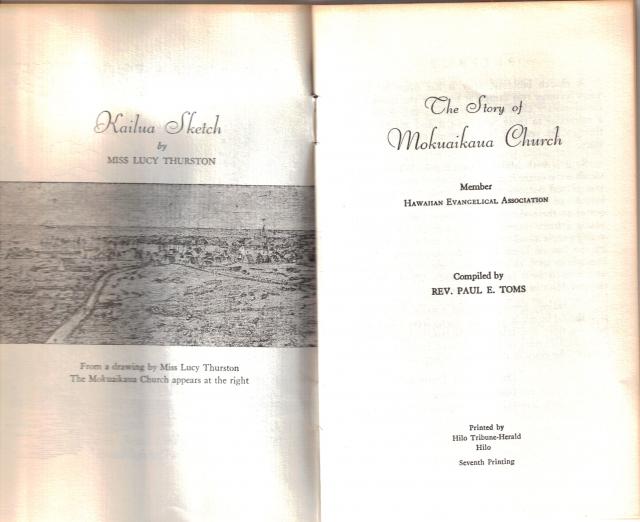 Kailua Sketch
by
MISS LUCY THURSTON
From a drawing by Miss Lucy Thurston
The Mokuaikaua Church appears at the right
The Story of
Mokuaikaua Church
Member
HAWAIIAN EVANGELICAL ASSOCIATION
Compiled by
REV. PAUL E. TOMS
Printed by
Hilo Tribune-Herald
Hilo
Seventh Printing